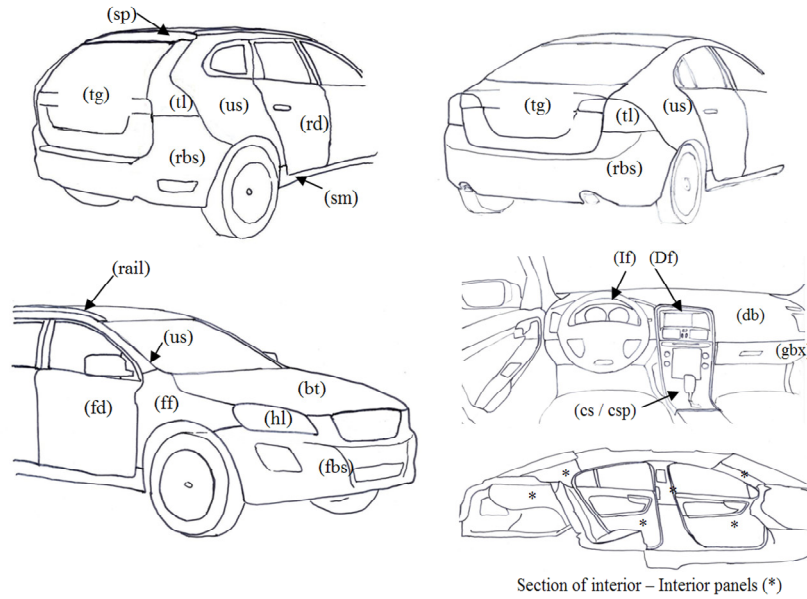 (sp)
(tg)
(tl)
(us)
(rd)
(rbs)
(sm)
(tg)
(us)
(tl)
(rbs)
(rail)
(us)
(bt)
(fd)
(ff)
(hl)
(fbs)
(If) (Df)
(db)
(gbx)
(cs / csp)
*
*
*
*
*
*
Section of interior – Interior panels (*)